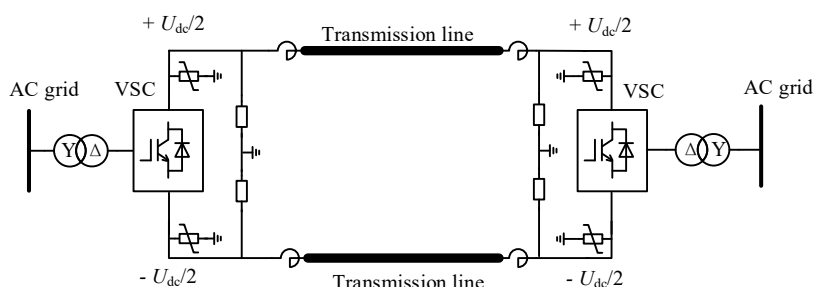 + Udc/2
Transmission line
+ Udc/2
AC grid
VSC
VSC
AC grid
Y Δ
Δ Y
- Udc/2
Transmission line
- Udc/2